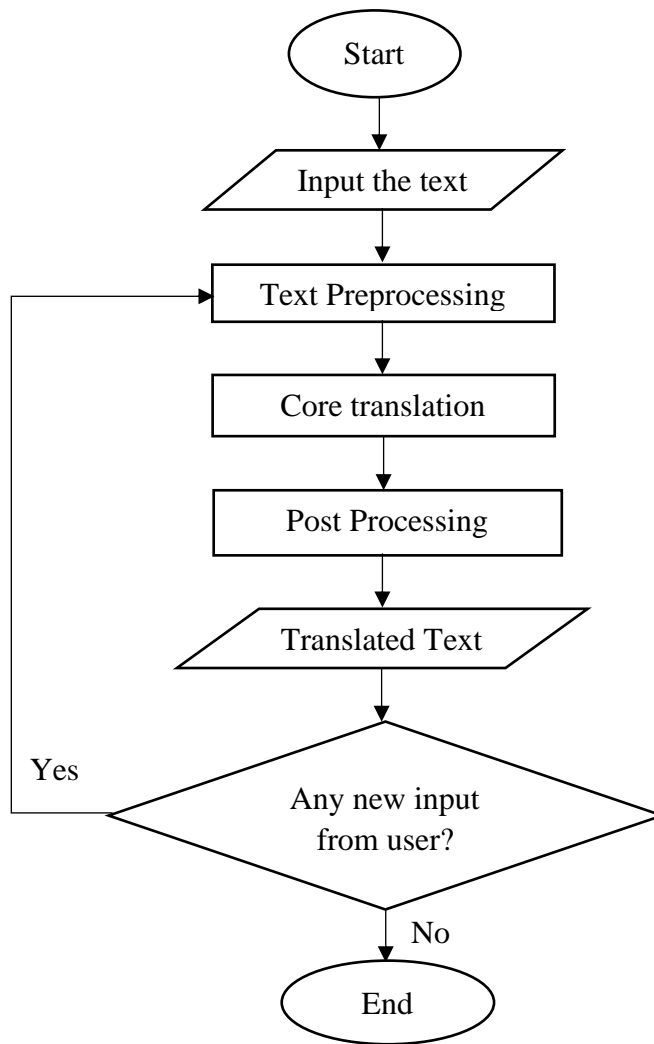 Start
Input the text
Text Preprocessing
Core translation
Post Processing
Translated Text
Yes
Any new input
from user?
No
End